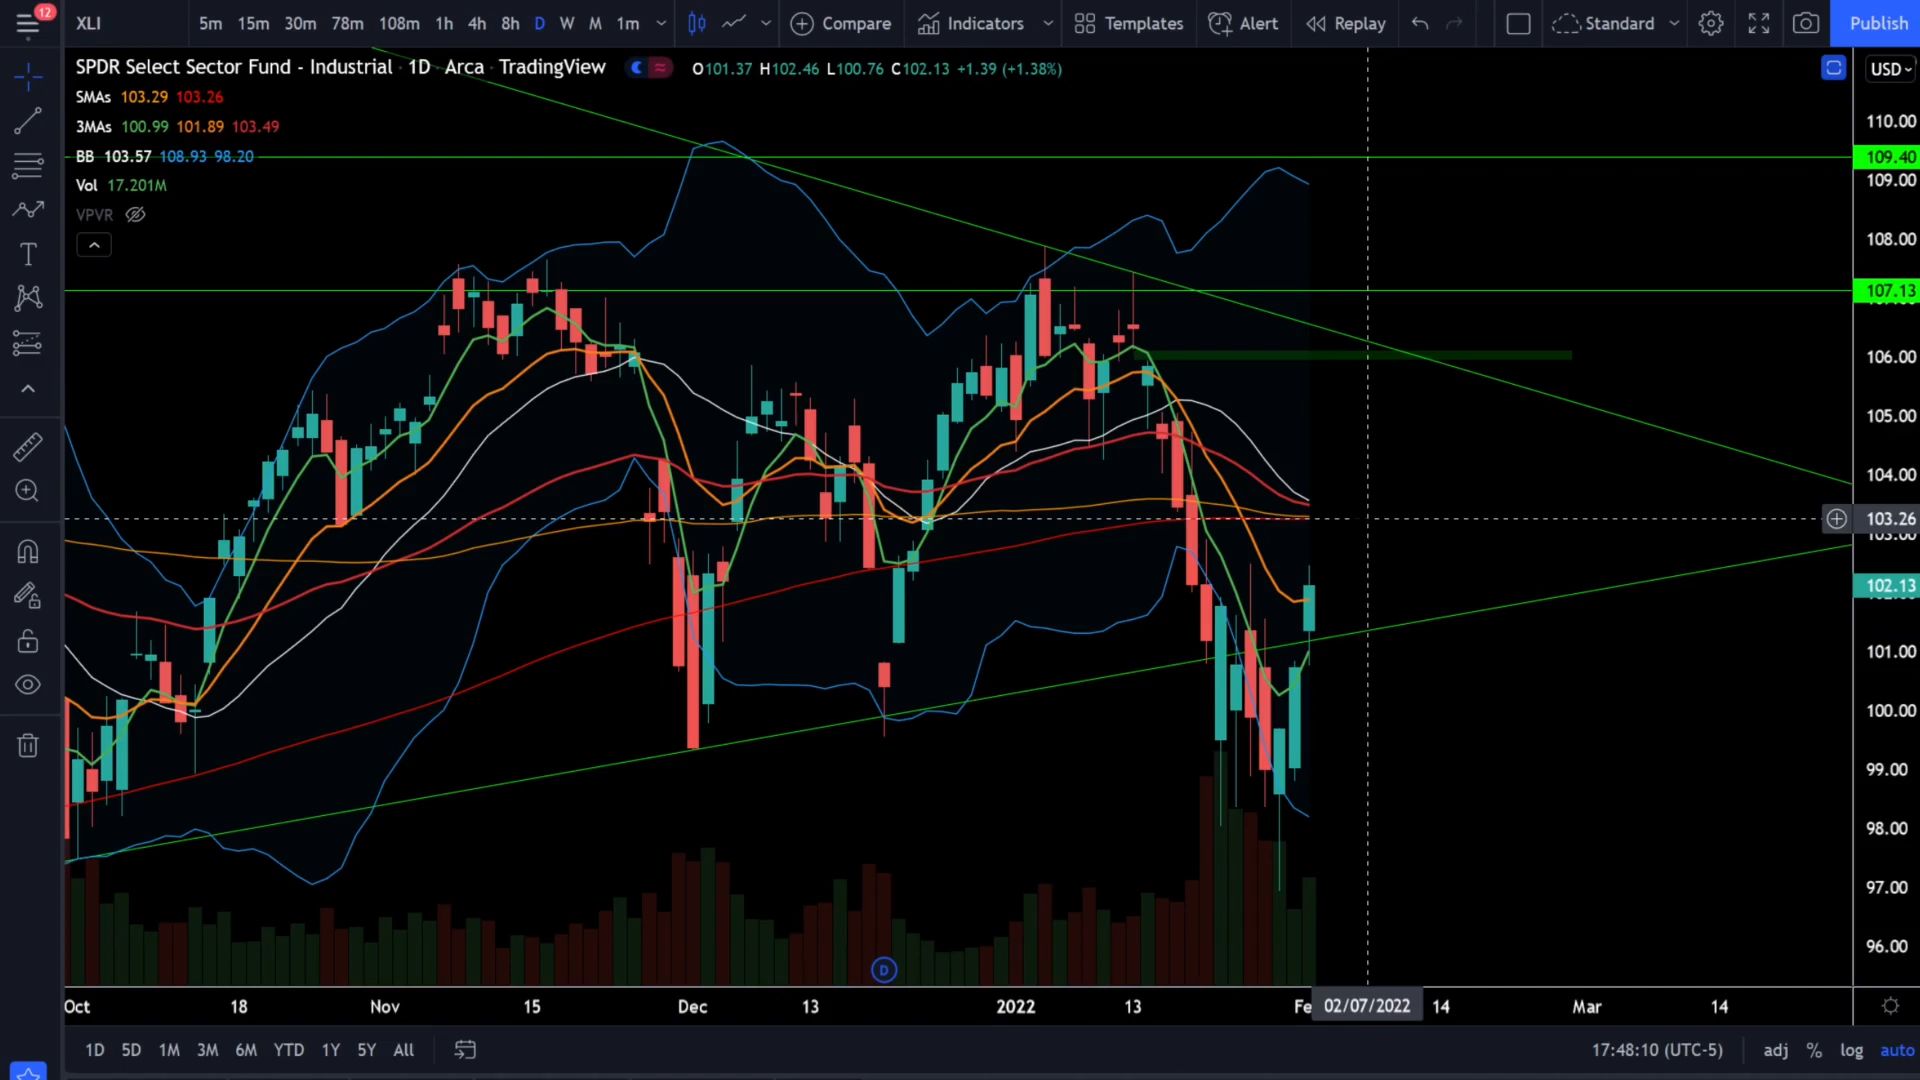 12
XLI 5m 15m 30m 78m 108m 1h 4h 8h D W M 1m Compare Indicators Templates Alert Replay Standard Publish
SPDR Select Sector Fund - Industrial · 1D · Arca · TradingView O101.37 H102.46 L100.76 C102.13 +1.39 (+1.38%)
USD
SMAs 103.29 103.26
3MAs 100.99 101.89 103.49
BB 103.57 108.93 98.20
Vol 17.201M
VPVR
110.00
109.40
109.00
108.00
107.13
106.00
105.00
104.00
103.26
103.00
102.13
101.00
100.00
99.00
98.00
97.00
96.00
D
Oct 18 Nov 15 Dec 13 2022 13 Fe 02/07/2022 14 Mar 14
1D 5D 1M 3M 6M YTD 1Y 5Y All 17:48:10 (UTC-5) adj % log auto